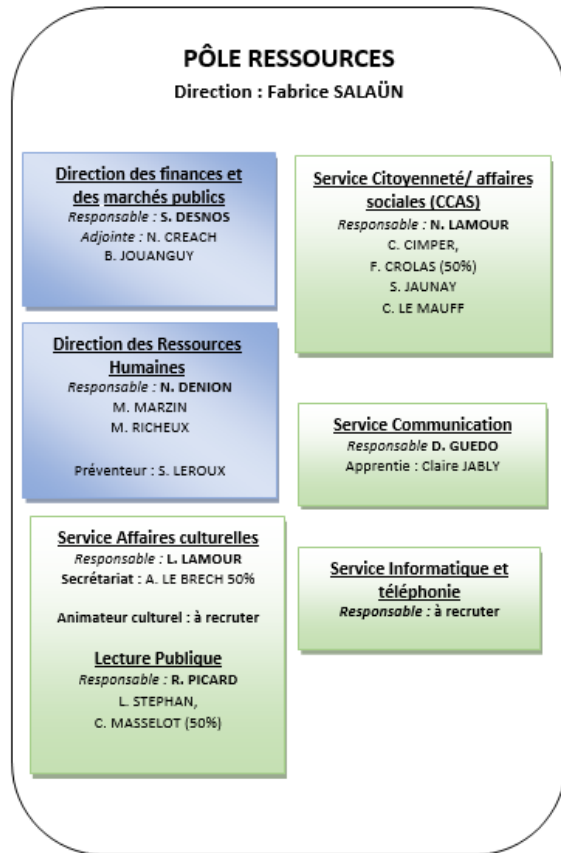 PÔLE RESSOURCES
Direction : Fabrice SALAÜN
Direction des finances et
des marchés publics
Responsable : S. DESNOS
Adjointe : N. CREACH
B. JOUANGUY
Direction des Ressources
Humaines
Responsable : N. DENION
M. MARZIN
M. RICHEUX
Préventeur : S. LEROUX
Service Affaires culturelles
Responsable : L. LAMOUR
Secrétariat : A. LE BRECH 50%
Animateur culturel : à recruter
Lecture Publique
Responsable : R. PICARD
L. STEPHAN,
C. MASSELOT (50%)
Service Citoyenneté/ affaires
sociales (CCAS)
Responsable : N. LAMOUR
C. CIMPER,
F. CROLAS (50%)
S. JAUNAY
C. LE MAUFF
Service Communication
Responsable D. GUEDO
Apprentie : Claire JABLY
Service Informatique et
téléphonie
Responsable : à recruter